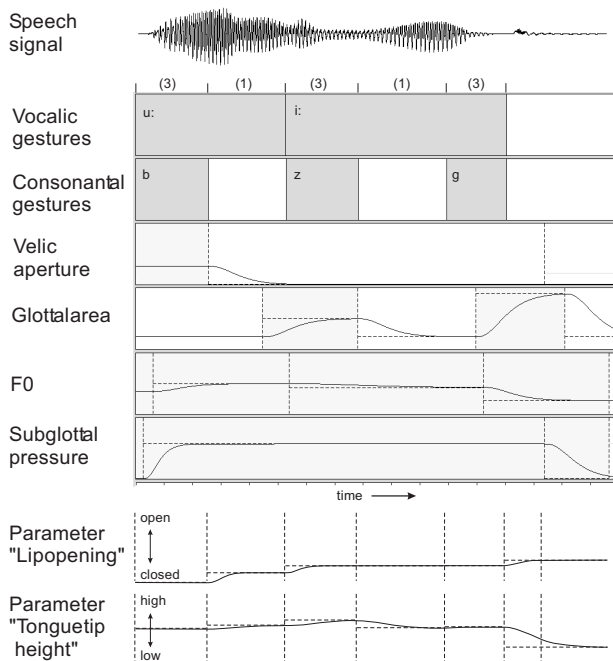 Speech
signal
(3) (1) (3) (1) (3)
Vocalic
gestures
u: i:
Consonantal
gestures
b z g
Velic
aperture
Glottalarea
F0
Subglottal
pressure
time
Parameter
"Lipopening"
open
closed
Parameter
"Tonguetip
height"
high
low